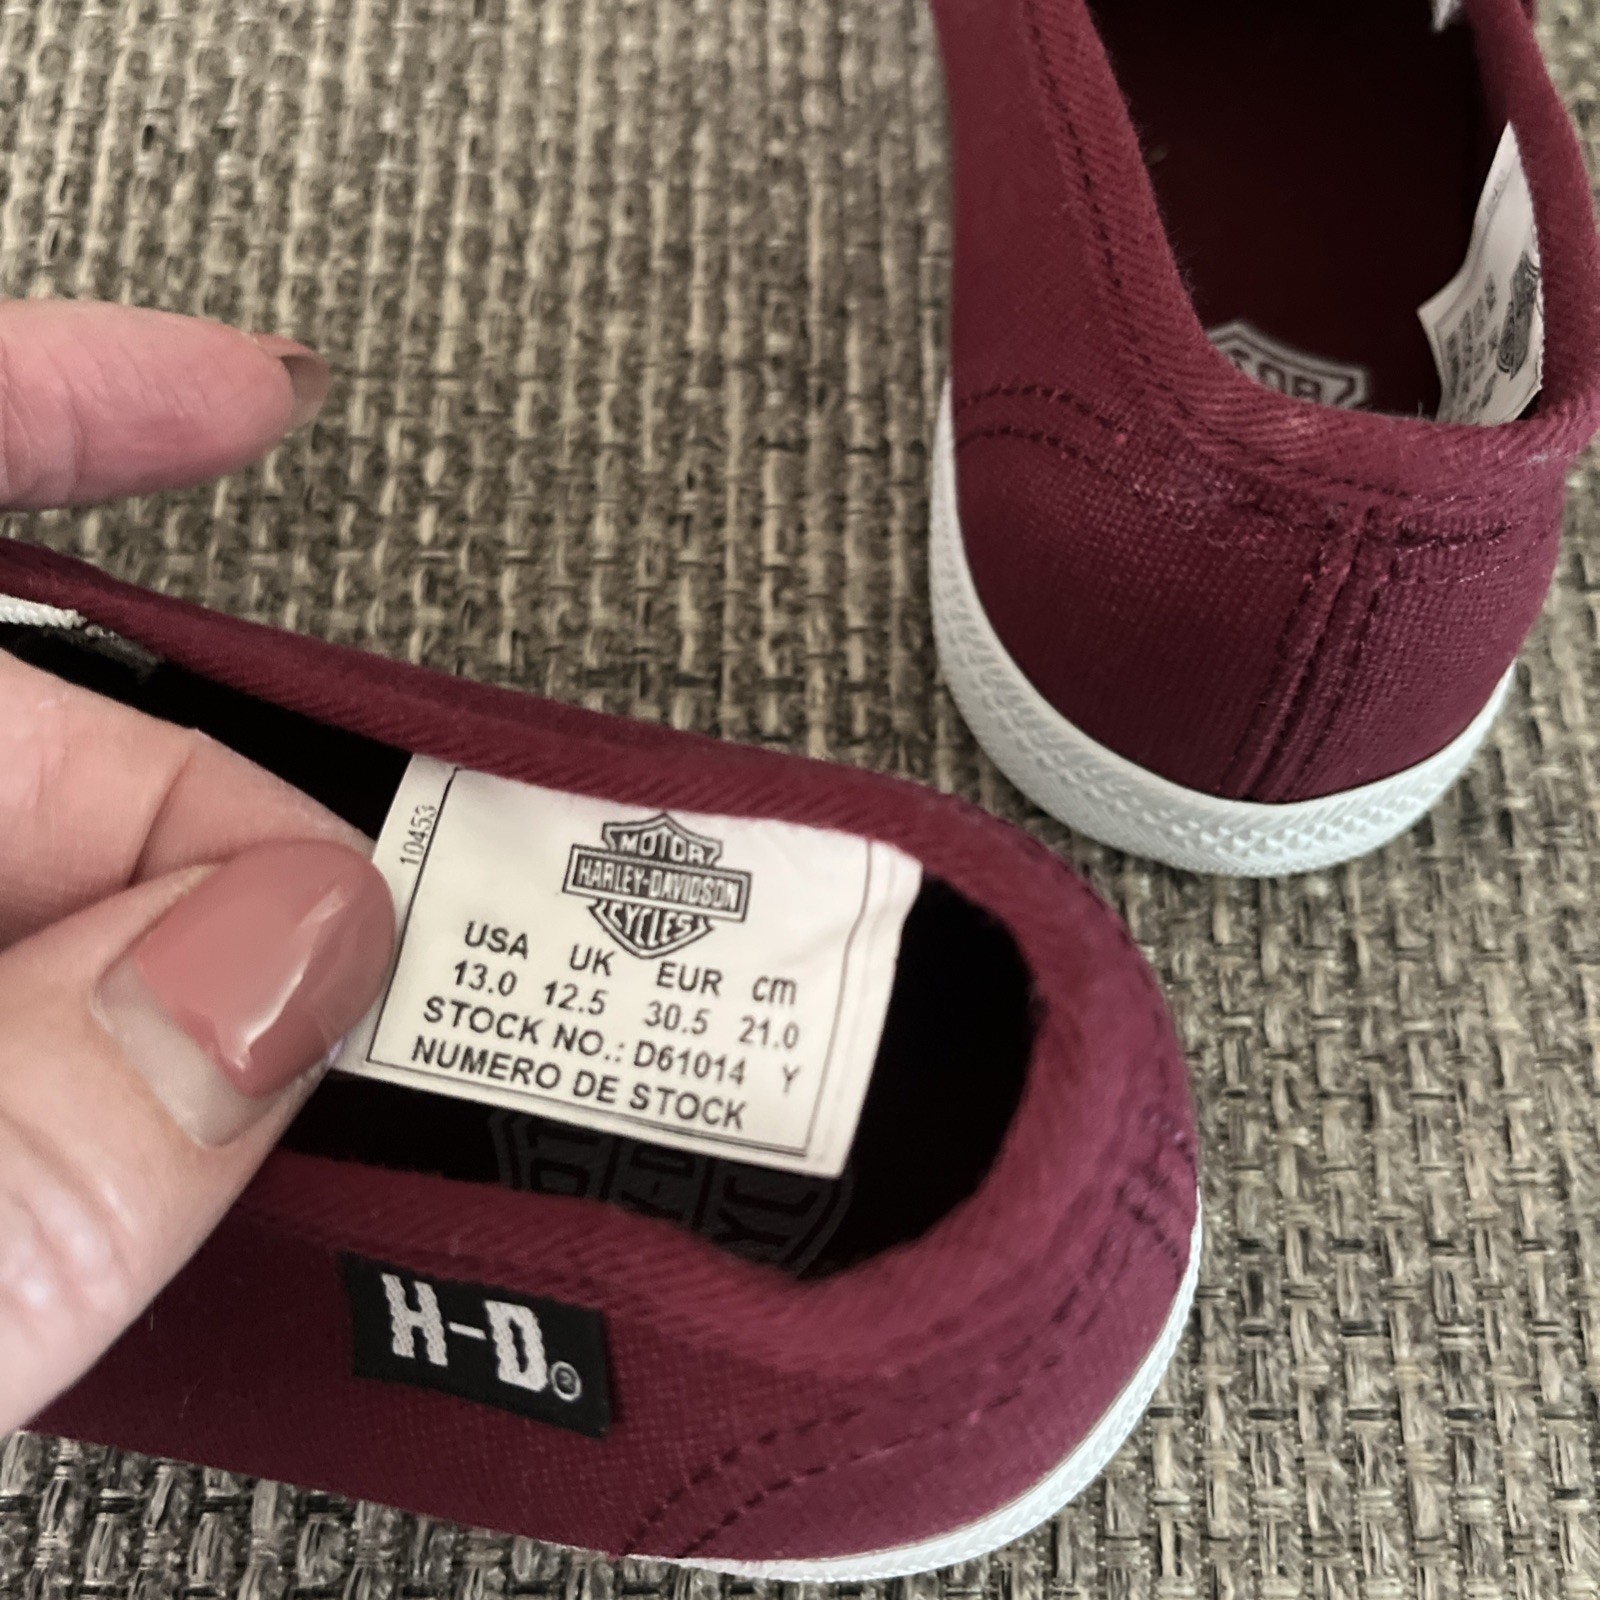 10453
MOTOR
HARLEY-DAVIDSON
CYCLES
USA UK EUR cm
13.0 12.5 30.5 21.0
STOCK NO.: D61014 Y
NUMERO DE STOCK
H-D®